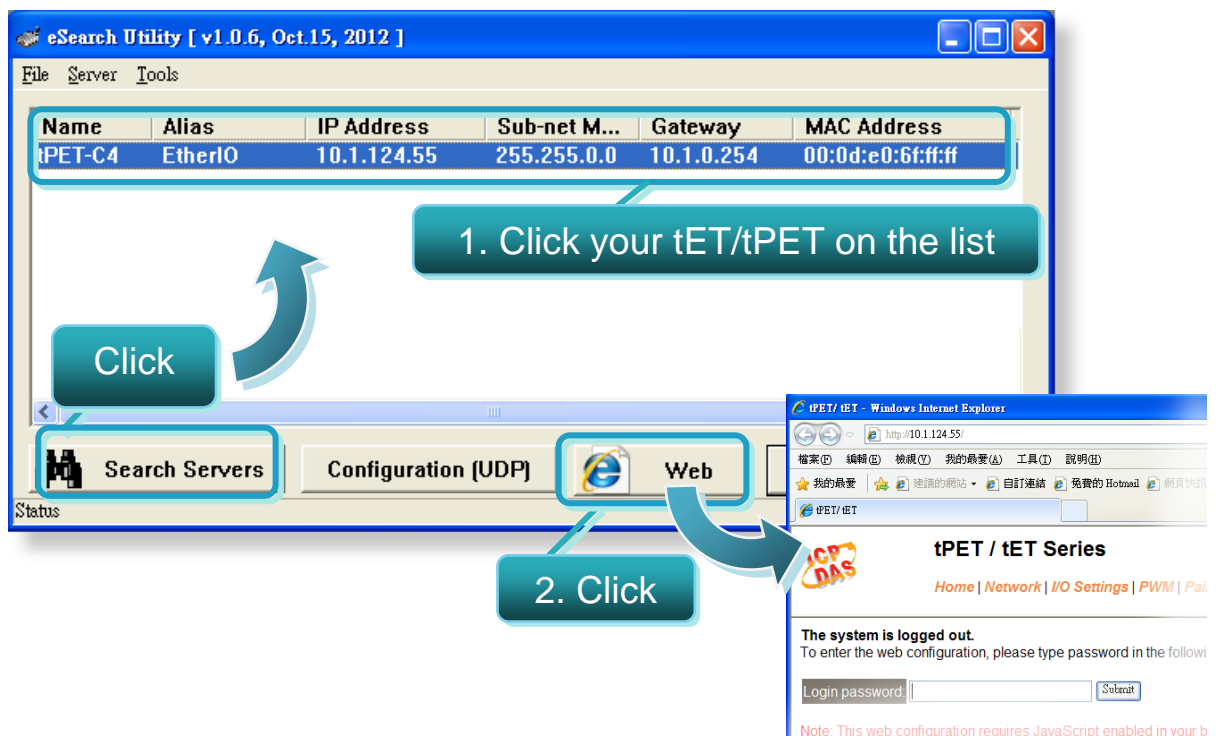 eSearch Utility [ v1.0.6, Oct.15, 2012 ]
File Server Tools
Name Alias IP Address Sub-net M... Gateway MAC Address
tPET-C4 EtherIO 10.1.124.55 255.255.0.0 10.1.0.254 00:0d:e0:6f:ff:ff
1. Click your tET/tPET on the list
Click
Search Servers Configuration (UDP) Web
Status
2. Click
tPET/ tET - Windows Internet Explorer
http://10.1.124.55/
檔案(F) 編輯(E) 檢視(V) 我的最愛(A) 工具(T) 說明(H)
我的最愛 建議的網站 自訂連結 免費的 Hotmail 網頁快訊
tPET/ tET
ICP DAS
tPET / tET Series
Home | Network | I/O Settings | PWM | Pai
The system is logged out.
To enter the web configuration, please type password in the followi
Login password: Submit
Note: This web configuration requires JavaScript enabled in your b